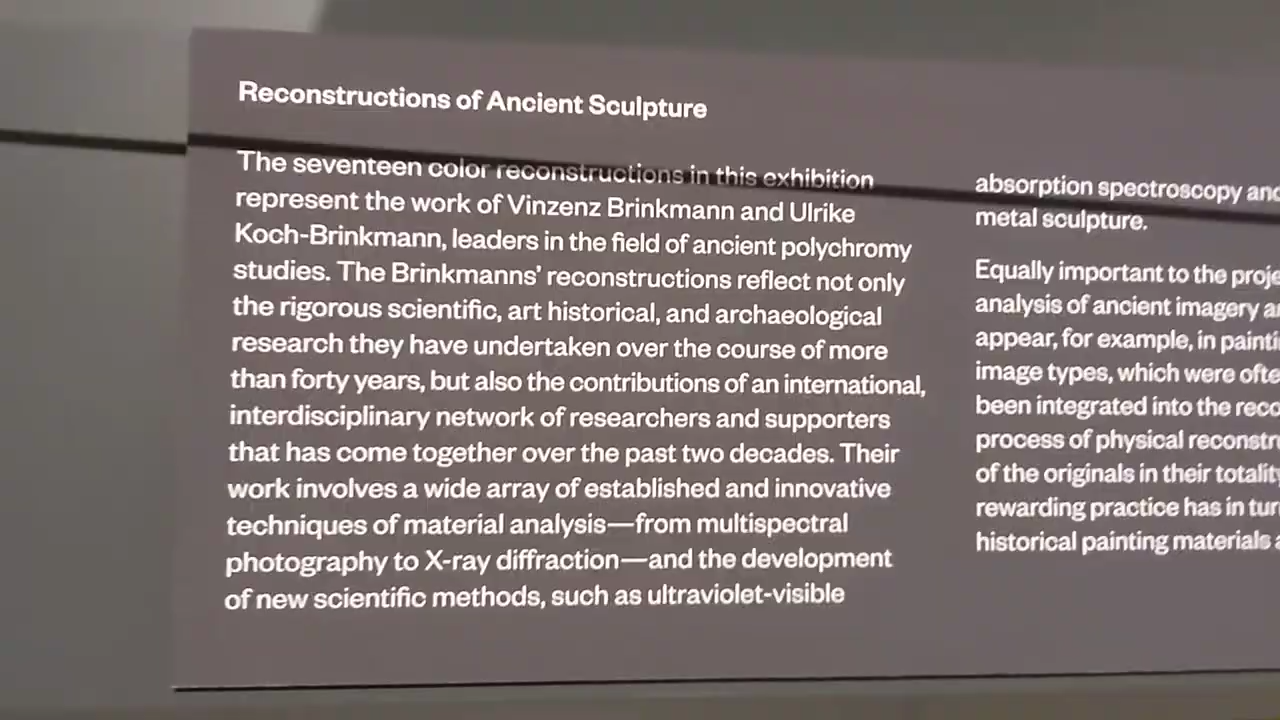 Reconstructions of Ancient Sculpture
The seventeen color reconstructions in this exhibition
represent the work of Vinzenz Brinkmann and Ulrike
Koch-Brinkmann, leaders in the field of ancient polychromy
studies. The Brinkmanns’ reconstructions reflect not only
the rigorous scientific, art historical, and archaeological
research they have undertaken over the course of more
than forty years, but also the contributions of an international,
interdisciplinary network of researchers and supporters
that has come together over the past two decades. Their
work involves a wide array of established and innovative
techniques of material analysis—from multispectral
photography to X-ray diffraction—and the development
of new scientific methods, such as ultraviolet-visible
absorption spectroscopy
metal sculpture.
Equally important to the
analysis of ancient imagery
appear, for example, in
image types, which were
been integrated into the
process of physical
of the originals in their
rewarding practice has in
historical painting materials